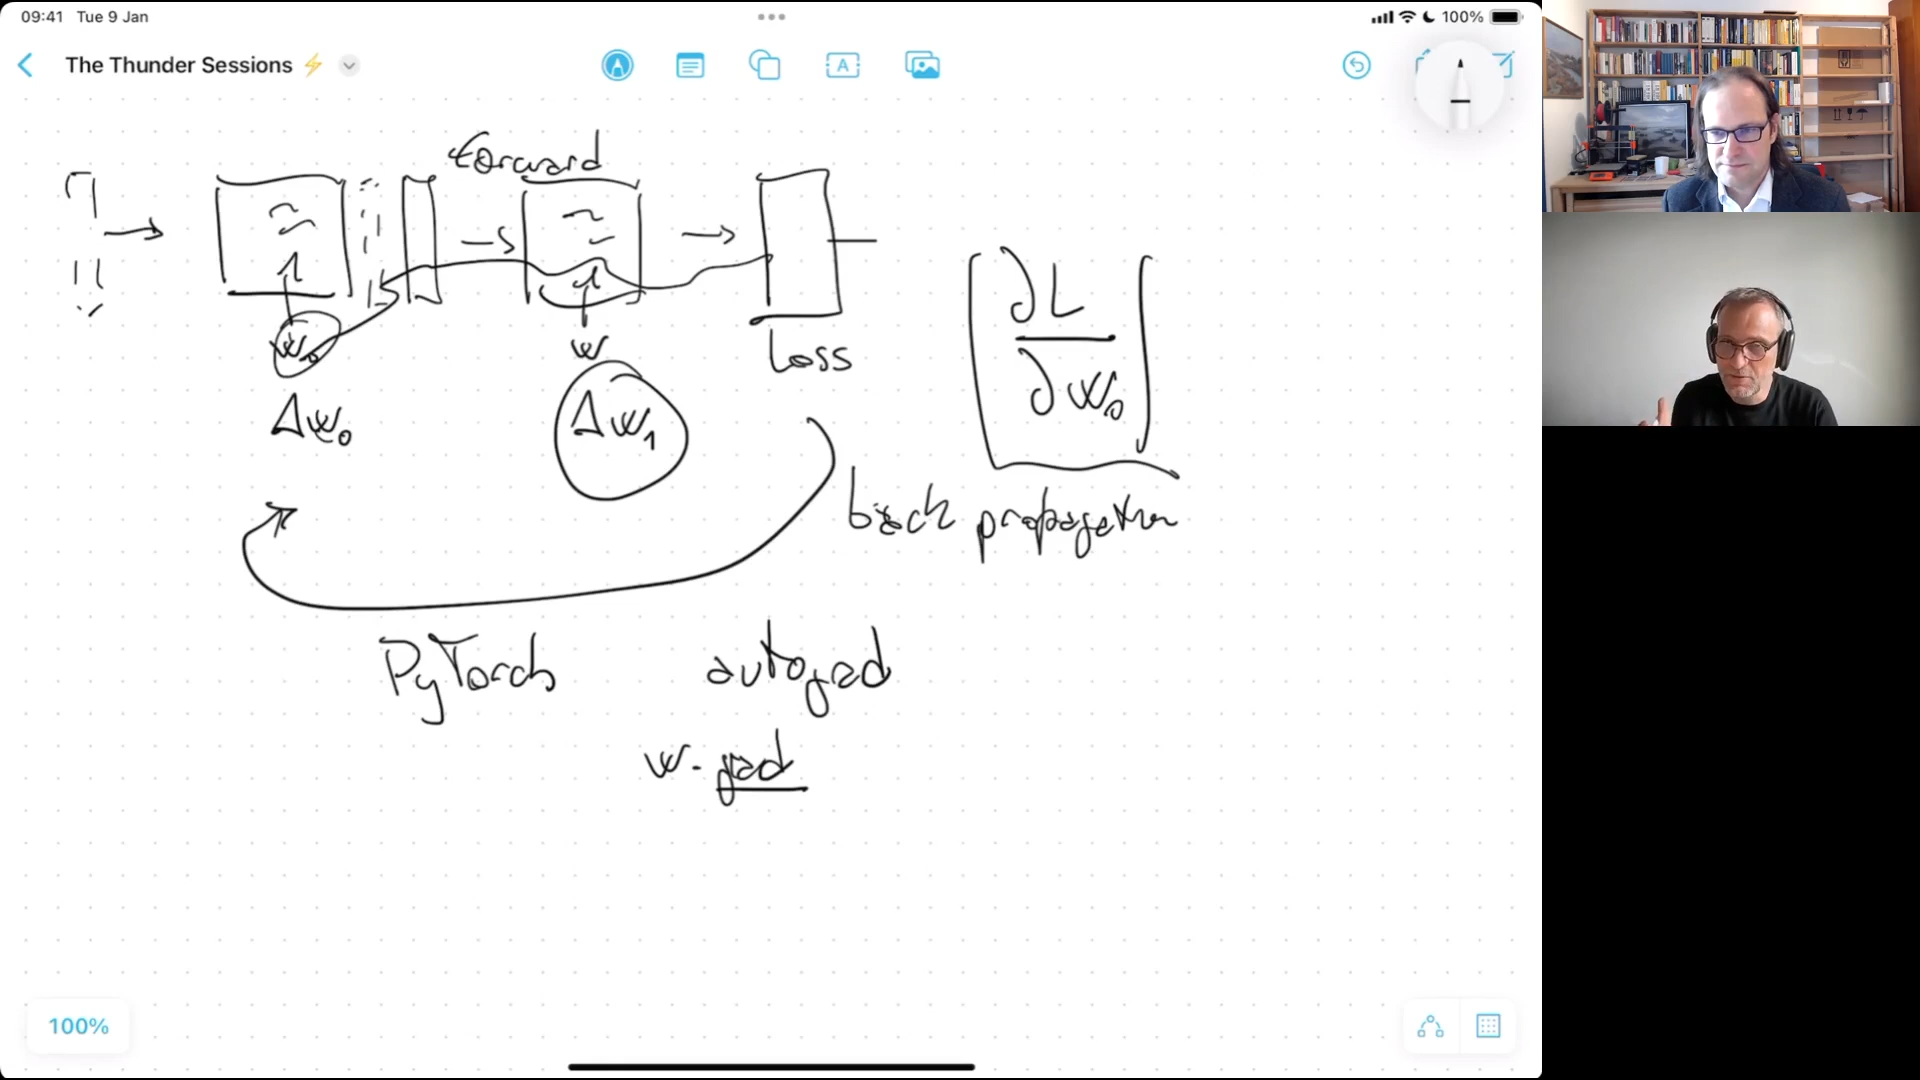 09:41 Tue 9 Jan
100%
The Thunder Sessions ⚡
A
forward
w₀
w
Loss
Δw₀
Δw₁
∂L
∂w₀
back propagation
PyTorch autograd
w.grad
100%